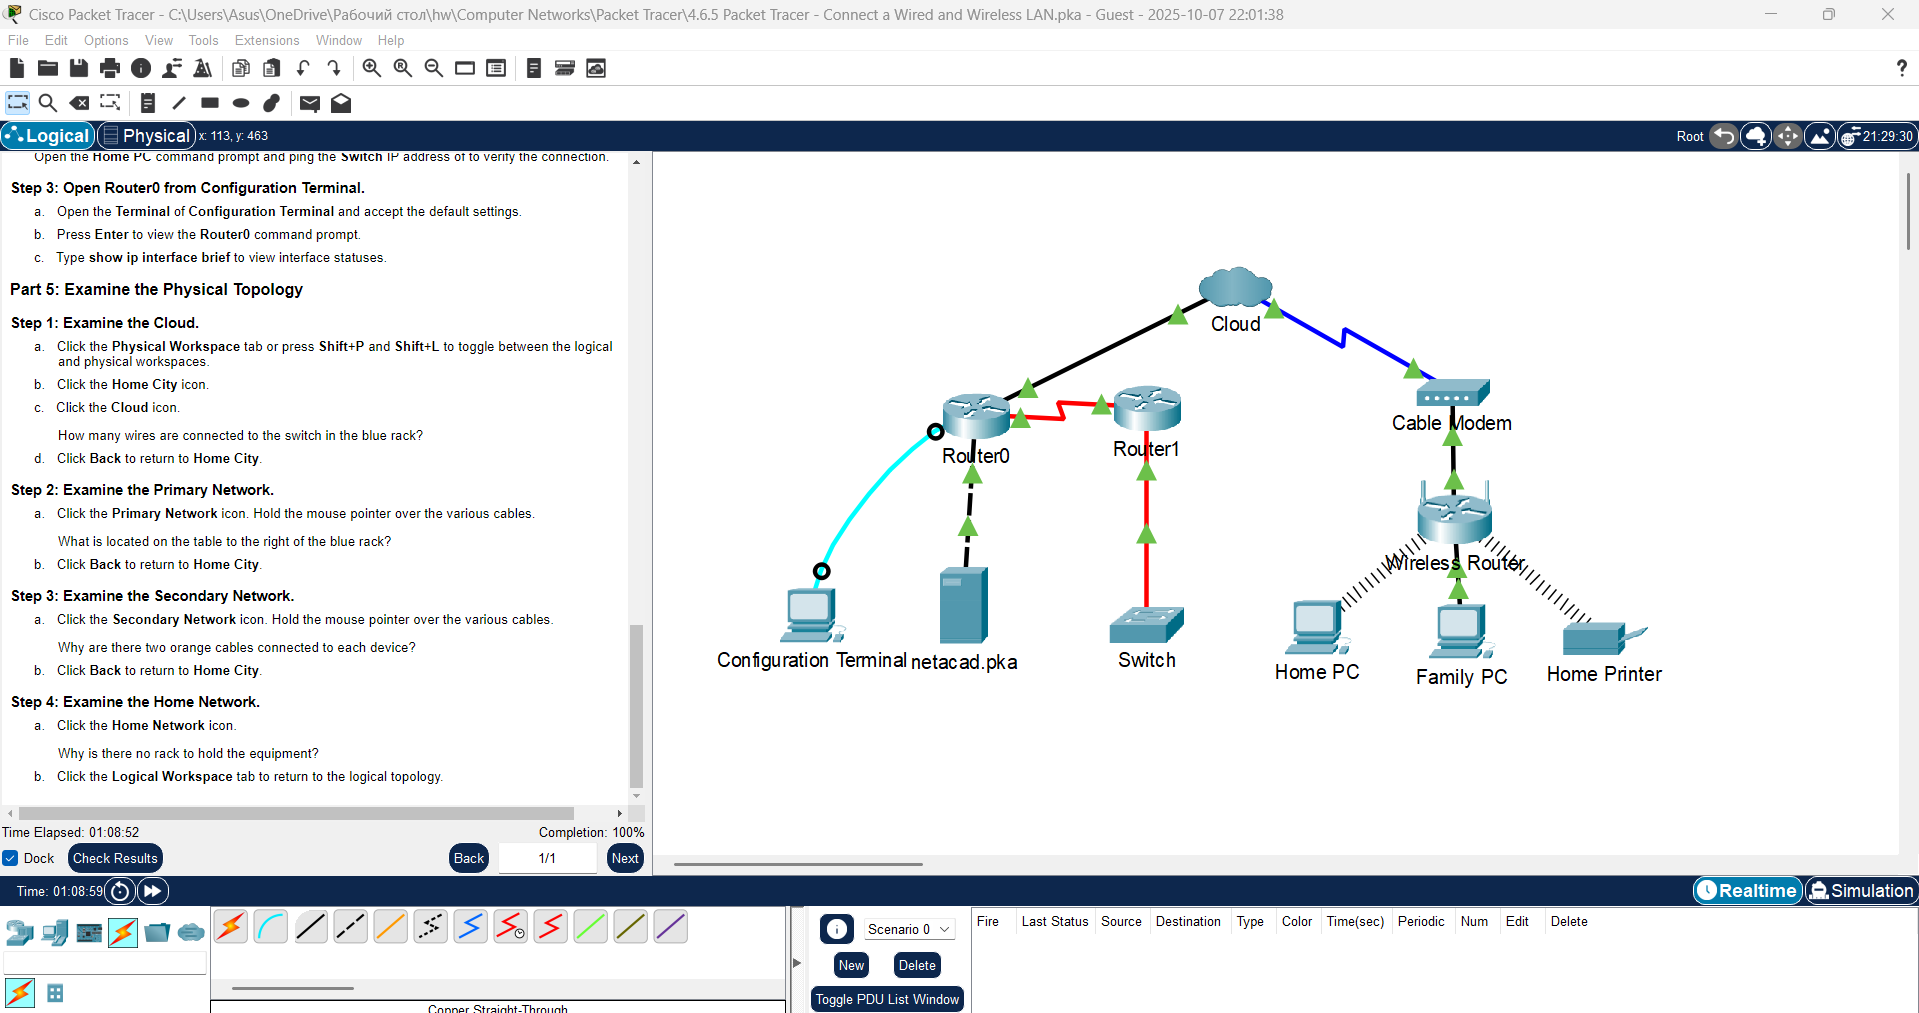 Cisco Packet Tracer - C:\Users\Asus\OneDrive\Рабочий стол\hw\Computer Networks\Packet Tracer\4.6.5 Packet Tracer - Connect a Wired and Wireless LAN.pka - Guest - 2025-10-07 22:01:38
File Edit Options View Tools Extensions Window Help
?
Logical Physical x: 113, y: 463 Root 21:29:30
Open the Home PC command prompt and ping the Switch IP address of to verify the connection.
Step 3: Open Router0 from Configuration Terminal.
a. Open the Terminal of Configuration Terminal and accept the default settings.
b. Press Enter to view the Router0 command prompt.
c. Type show ip interface brief to view interface statuses.
Part 5: Examine the Physical Topology
Step 1: Examine the Cloud.
a. Click the Physical Workspace tab or press Shift+P and Shift+L to toggle between the logical
and physical workspaces.
b. Click the Home City icon.
c. Click the Cloud icon.
How many wires are connected to the switch in the blue rack?
d. Click Back to return to Home City.
Step 2: Examine the Primary Network.
a. Click the Primary Network icon. Hold the mouse pointer over the various cables.
What is located on the table to the right of the blue rack?
b. Click Back to return to Home City.
Step 3: Examine the Secondary Network.
a. Click the Secondary Network icon. Hold the mouse pointer over the various cables.
Why are there two orange cables connected to each device?
b. Click Back to return to Home City.
Step 4: Examine the Home Network.
a. Click the Home Network icon.
Why is there no rack to hold the equipment?
b. Click the Logical Workspace tab to return to the logical topology.
Time Elapsed: 01:08:52 Completion: 100%
Dock Check Results Back 1/1 Next
Cloud
Cable Modem
Router0
Router1
Wireless Router
Configuration Terminal
netacad.pka
Switch
Home PC
Family PC
Home Printer
Time: 01:08:59 Realtime Simulation
Scenario 0
New Delete
Toggle PDU List Window
Fire Last Status Source Destination Type Color Time(sec) Periodic Num Edit Delete
Copper Straight-Through